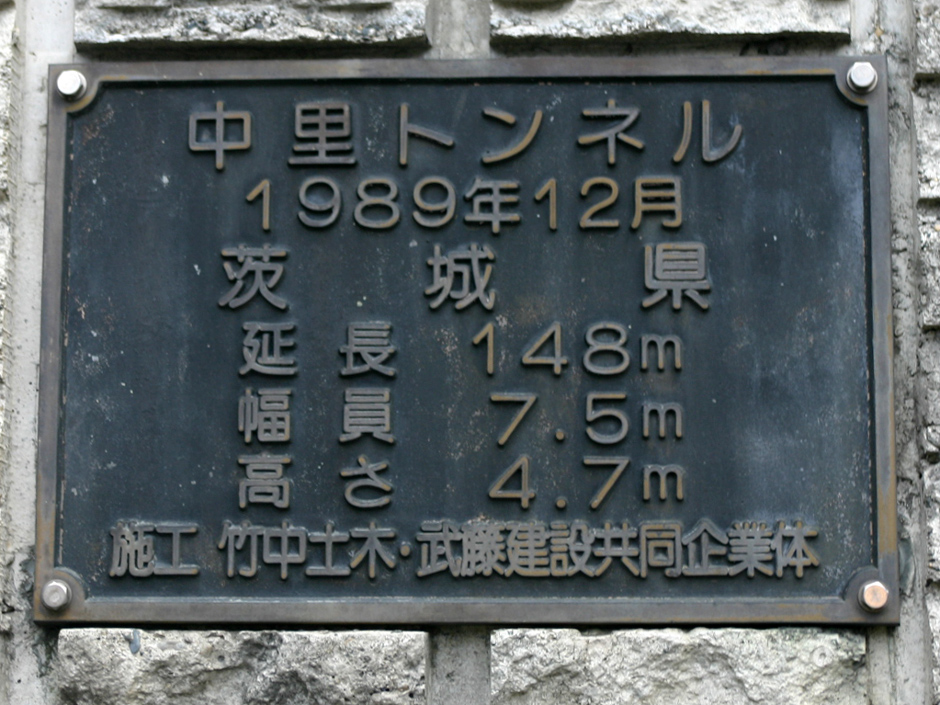 中里トンネル
1989年12月
茨城県
延長 148m
幅員 7.5m
高さ 4.7m
施工 竹中土木・武藤建設共同企業体